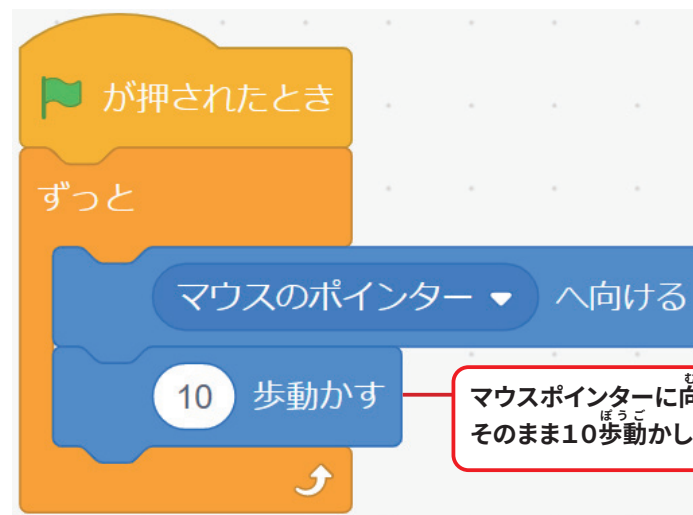 が押されたとき
ずっと
マウスのポインター へ向ける
10 歩動かす
マウスポインターに向
そのまま10歩動かし